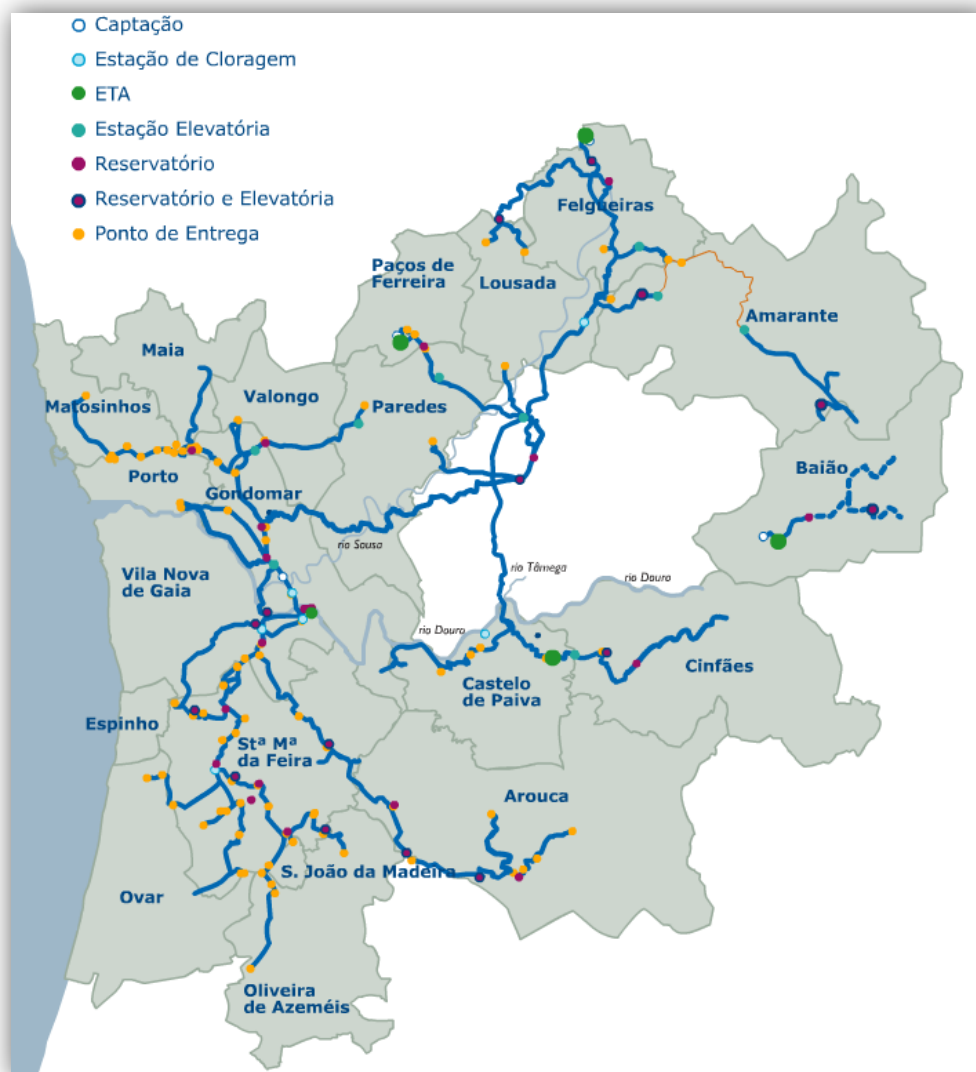 Captação
Estação de Cloragem
ETA
Estação Elevatória
Reservatório
Reservatório e Elevatória
Ponto de Entrega
Felgueiras
Paços de
Ferreira
Lousada
Amarante
Maia
Matosinhos
Valongo
Paredes
Porto
Gondomar
Baião
rio Sousa
rio Tâmega
rio Douro
Vila Nova
de Gaia
rio Douro
Cinfães
Castelo
de Paiva
Espinho
Stª Mª
da Feira
Arouca
S. João da Madeira
Ovar
Oliveira
de Azeméis